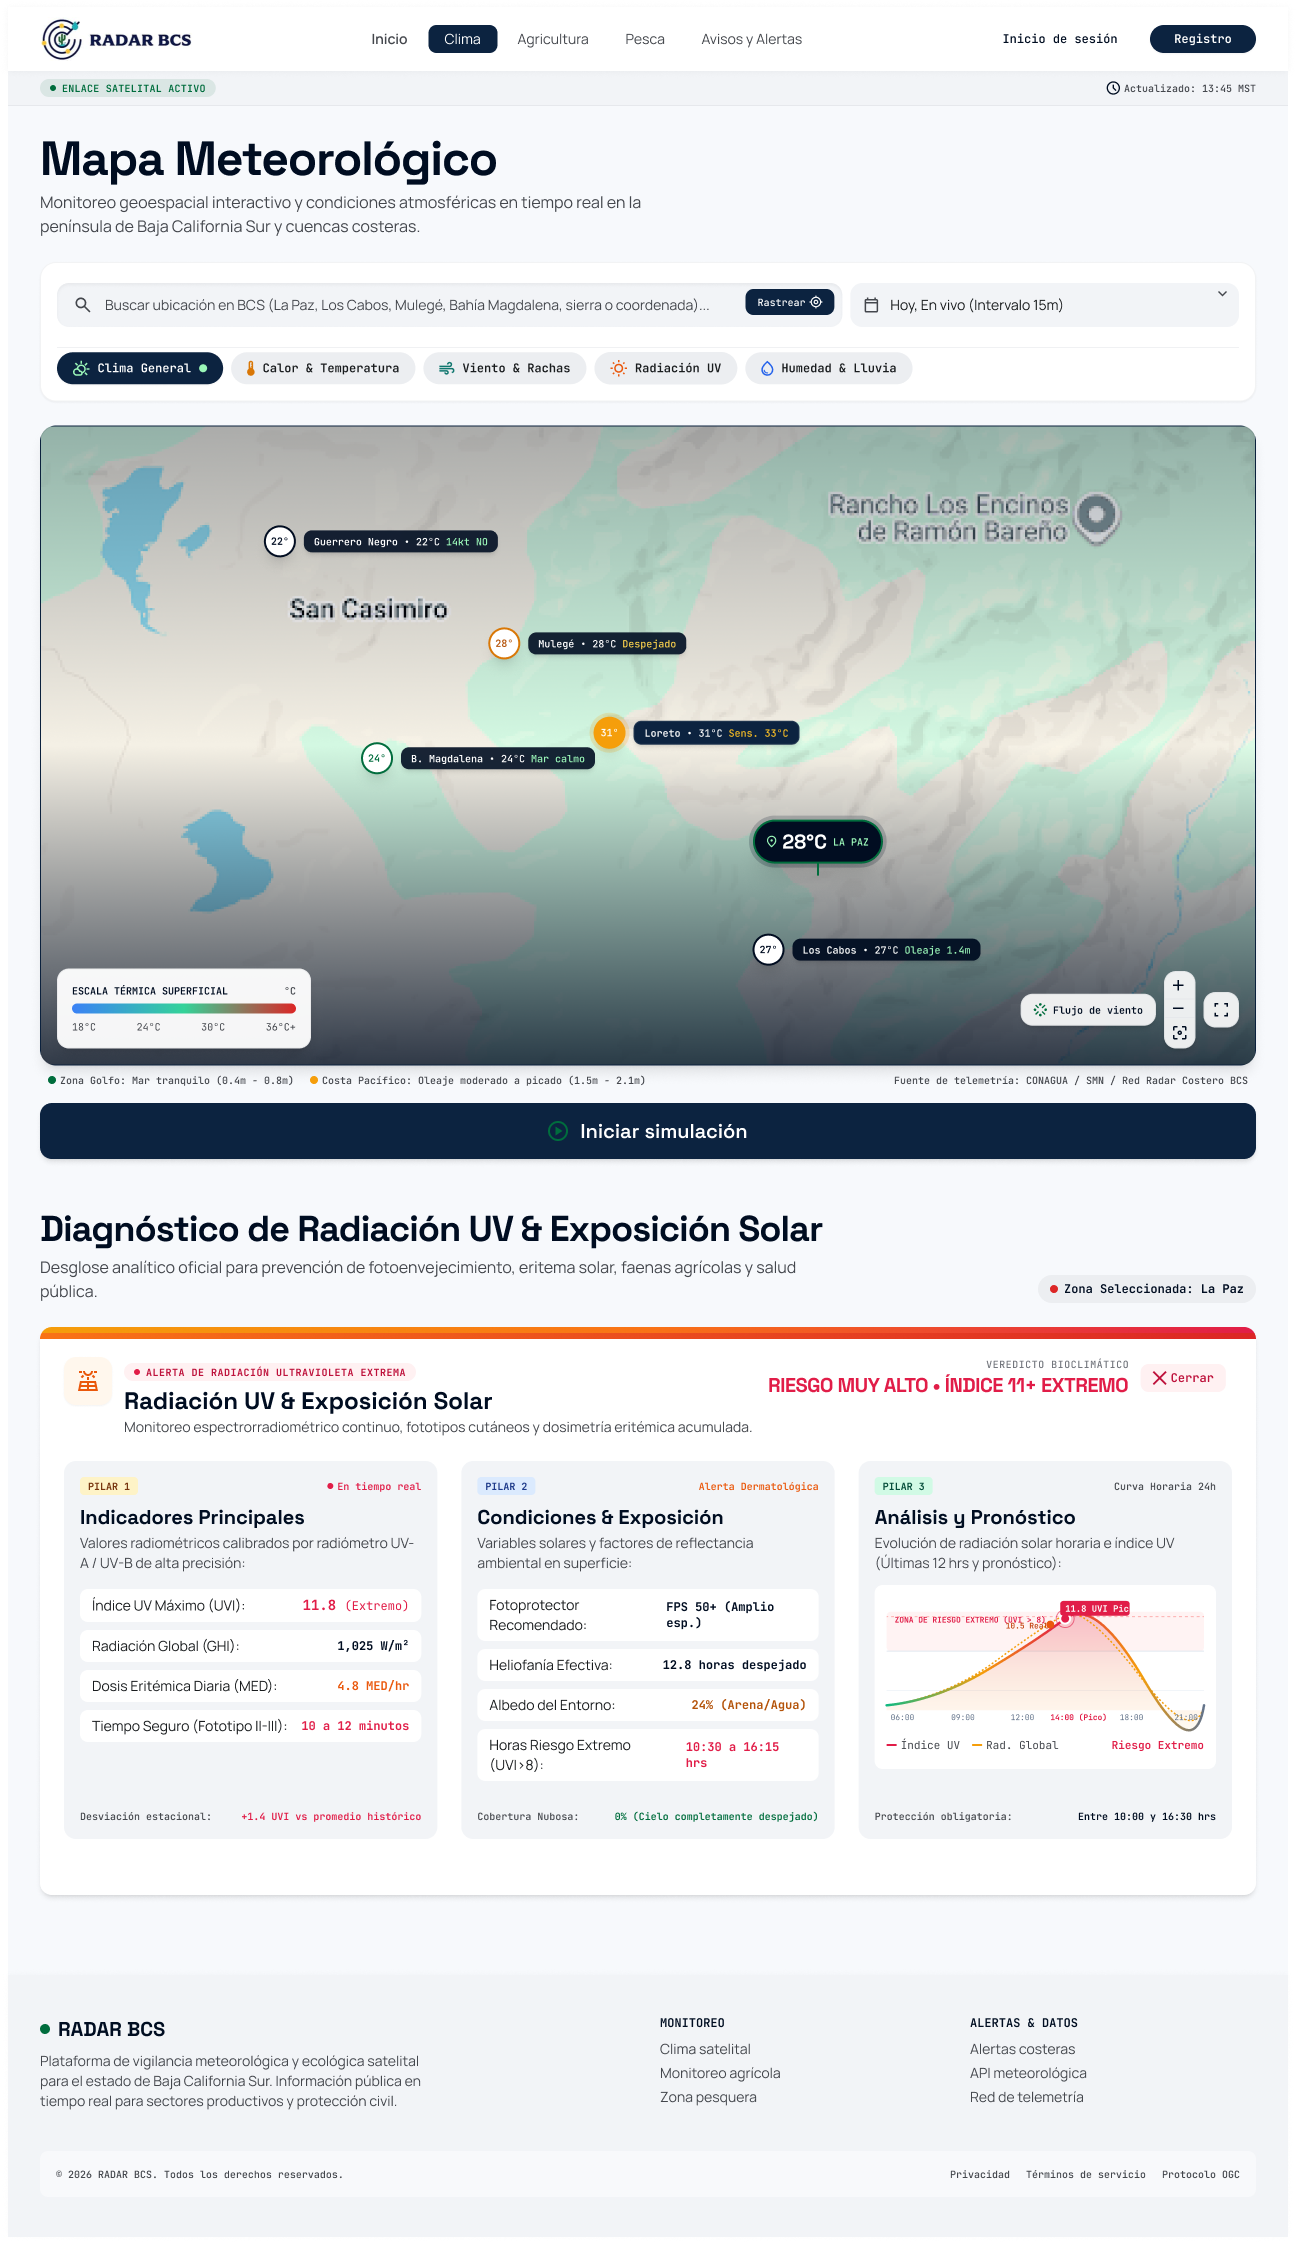 RADAR BCS
Inicio
Clima
Agricultura
Pesca
Avisos y Alertas
Inicio de sesión
Registro
ENLACE SATELITAL ACTIVO
Actualizado: 13:45 MST
Mapa Meteorológico
Monitoreo geoespacial interactivo y condiciones atmosféricas en tiempo real en la
península de Baja California Sur y cuencas costeras.
Buscar ubicación en BCS (La Paz, Los Cabos, Mulegé, Bahía Magdalena, sierra o coordenada)...
Rastrear
Hoy, En vivo (Intervalo 15m)
Clima General
Calor & Temperatura
Viento & Rachas
Radiación UV
Humedad & Lluvia
Rancho Los Encinos
de Ramón Bareño
22°
Guerrero Negro • 22°C 14kt NO
San Casimiro
28°
Mulegé • 28°C Despejado
31°
Loreto • 31°C Sens. 33°C
24°
B. Magdalena • 24°C Mar calmo
28°C LA PAZ
27°
Los Cabos • 27°C Oleaje 1.4m
ESCALA TÉRMICA SUPERFICIAL °C
18°C 24°C 30°C 36°C+
Flujo de viento
Zona Golfo: Mar tranquilo (0.4m - 0.8m)
Costa Pacífico: Oleaje moderado a picado (1.5m - 2.1m)
Fuente de telemetría: CONAGUA / SMN / Red Radar Costero BCS
Iniciar simulación
Diagnóstico de Radiación UV & Exposición Solar
Desglose analítico oficial para prevención de fotoenvejecimiento, eritema solar, faenas agrícolas y salud
pública.
Zona Seleccionada: La Paz
ALERTA DE RADIACIÓN ULTRAVIOLETA EXTREMA
Radiación UV & Exposición Solar
Monitoreo espectrorradiométrico continuo, fototipos cutáneos y dosimetría eritémica acumulada.
VEREDICTO BIOCLIMÁTICO
RIESGO MUY ALTO • ÍNDICE 11+ EXTREMO
Cerrar
PILAR 1
En tiempo real
Indicadores Principales
Valores radiométricos calibrados por radiómetro UV-
A / UV-B de alta precisión:
Índice UV Máximo (UVI): 11.8 (Extremo)
Radiación Global (GHI): 1,025 W/m²
Dosis Eritémica Diaria (MED): 4.8 MED/hr
Tiempo Seguro (Fototipo II-III): 10 a 12 minutos
Desviación estacional: +1.4 UVI vs promedio histórico
PILAR 2
Alerta Dermatológica
Condiciones & Exposición
Variables solares y factores de reflectancia
ambiental en superficie:
Fotoprotector
Recomendado:
FPS 50+ (Amplio
esp.)
Heliofanía Efectiva: 12.8 horas despejado
Albedo del Entorno: 24% (Arena/Agua)
Horas Riesgo Extremo
(UVI>8):
10:30 a 16:15
hrs
Cobertura Nubosa: 0% (Cielo completamente despejado)
PILAR 3
Curva Horaria 24h
Análisis y Pronóstico
Evolución de radiación solar horaria e índice UV
(Últimas 12 hrs y pronóstico):
11.8 UVI Pic
ZONA DE RIESGO EXTREMO (UVI > 8)
10.5 Real
06:00 09:00 12:00 14:00 (Pico) 18:00 21:00
Índice UV
Rad. Global
Riesgo Extremo
Protección obligatoria: Entre 10:00 y 16:30 hrs
RADAR BCS
Plataforma de vigilancia meteorológica y ecológica satelital
para el estado de Baja California Sur. Información pública en
tiempo real para sectores productivos y protección civil.
MONITOREO
Clima satelital
Monitoreo agrícola
Zona pesquera
ALERTAS & DATOS
Alertas costeras
API meteorológica
Red de telemetría
© 2026 RADAR BCS. Todos los derechos reservados.
Privacidad
Términos de servicio
Protocolo OGC